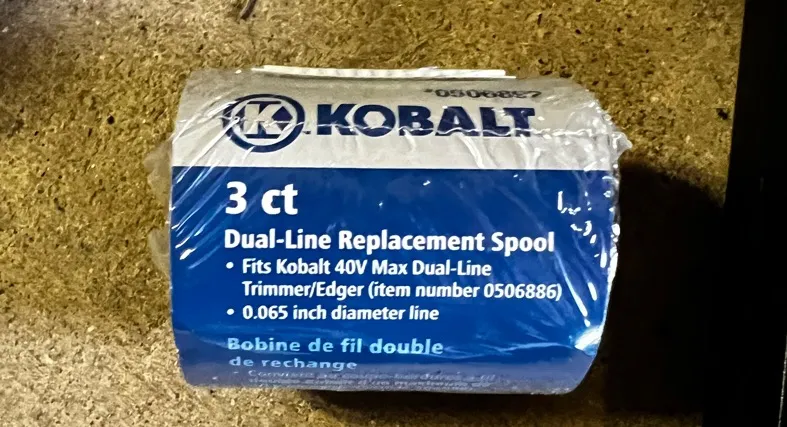 K KOBALT
3 ct
Dual-Line Replacement Spool
• Fits Kobalt 40V Max Dual-Line
Trimmer/Edger (item number 0506886)
• 0.065 inch diameter line
Bobine de fil double
de rechange